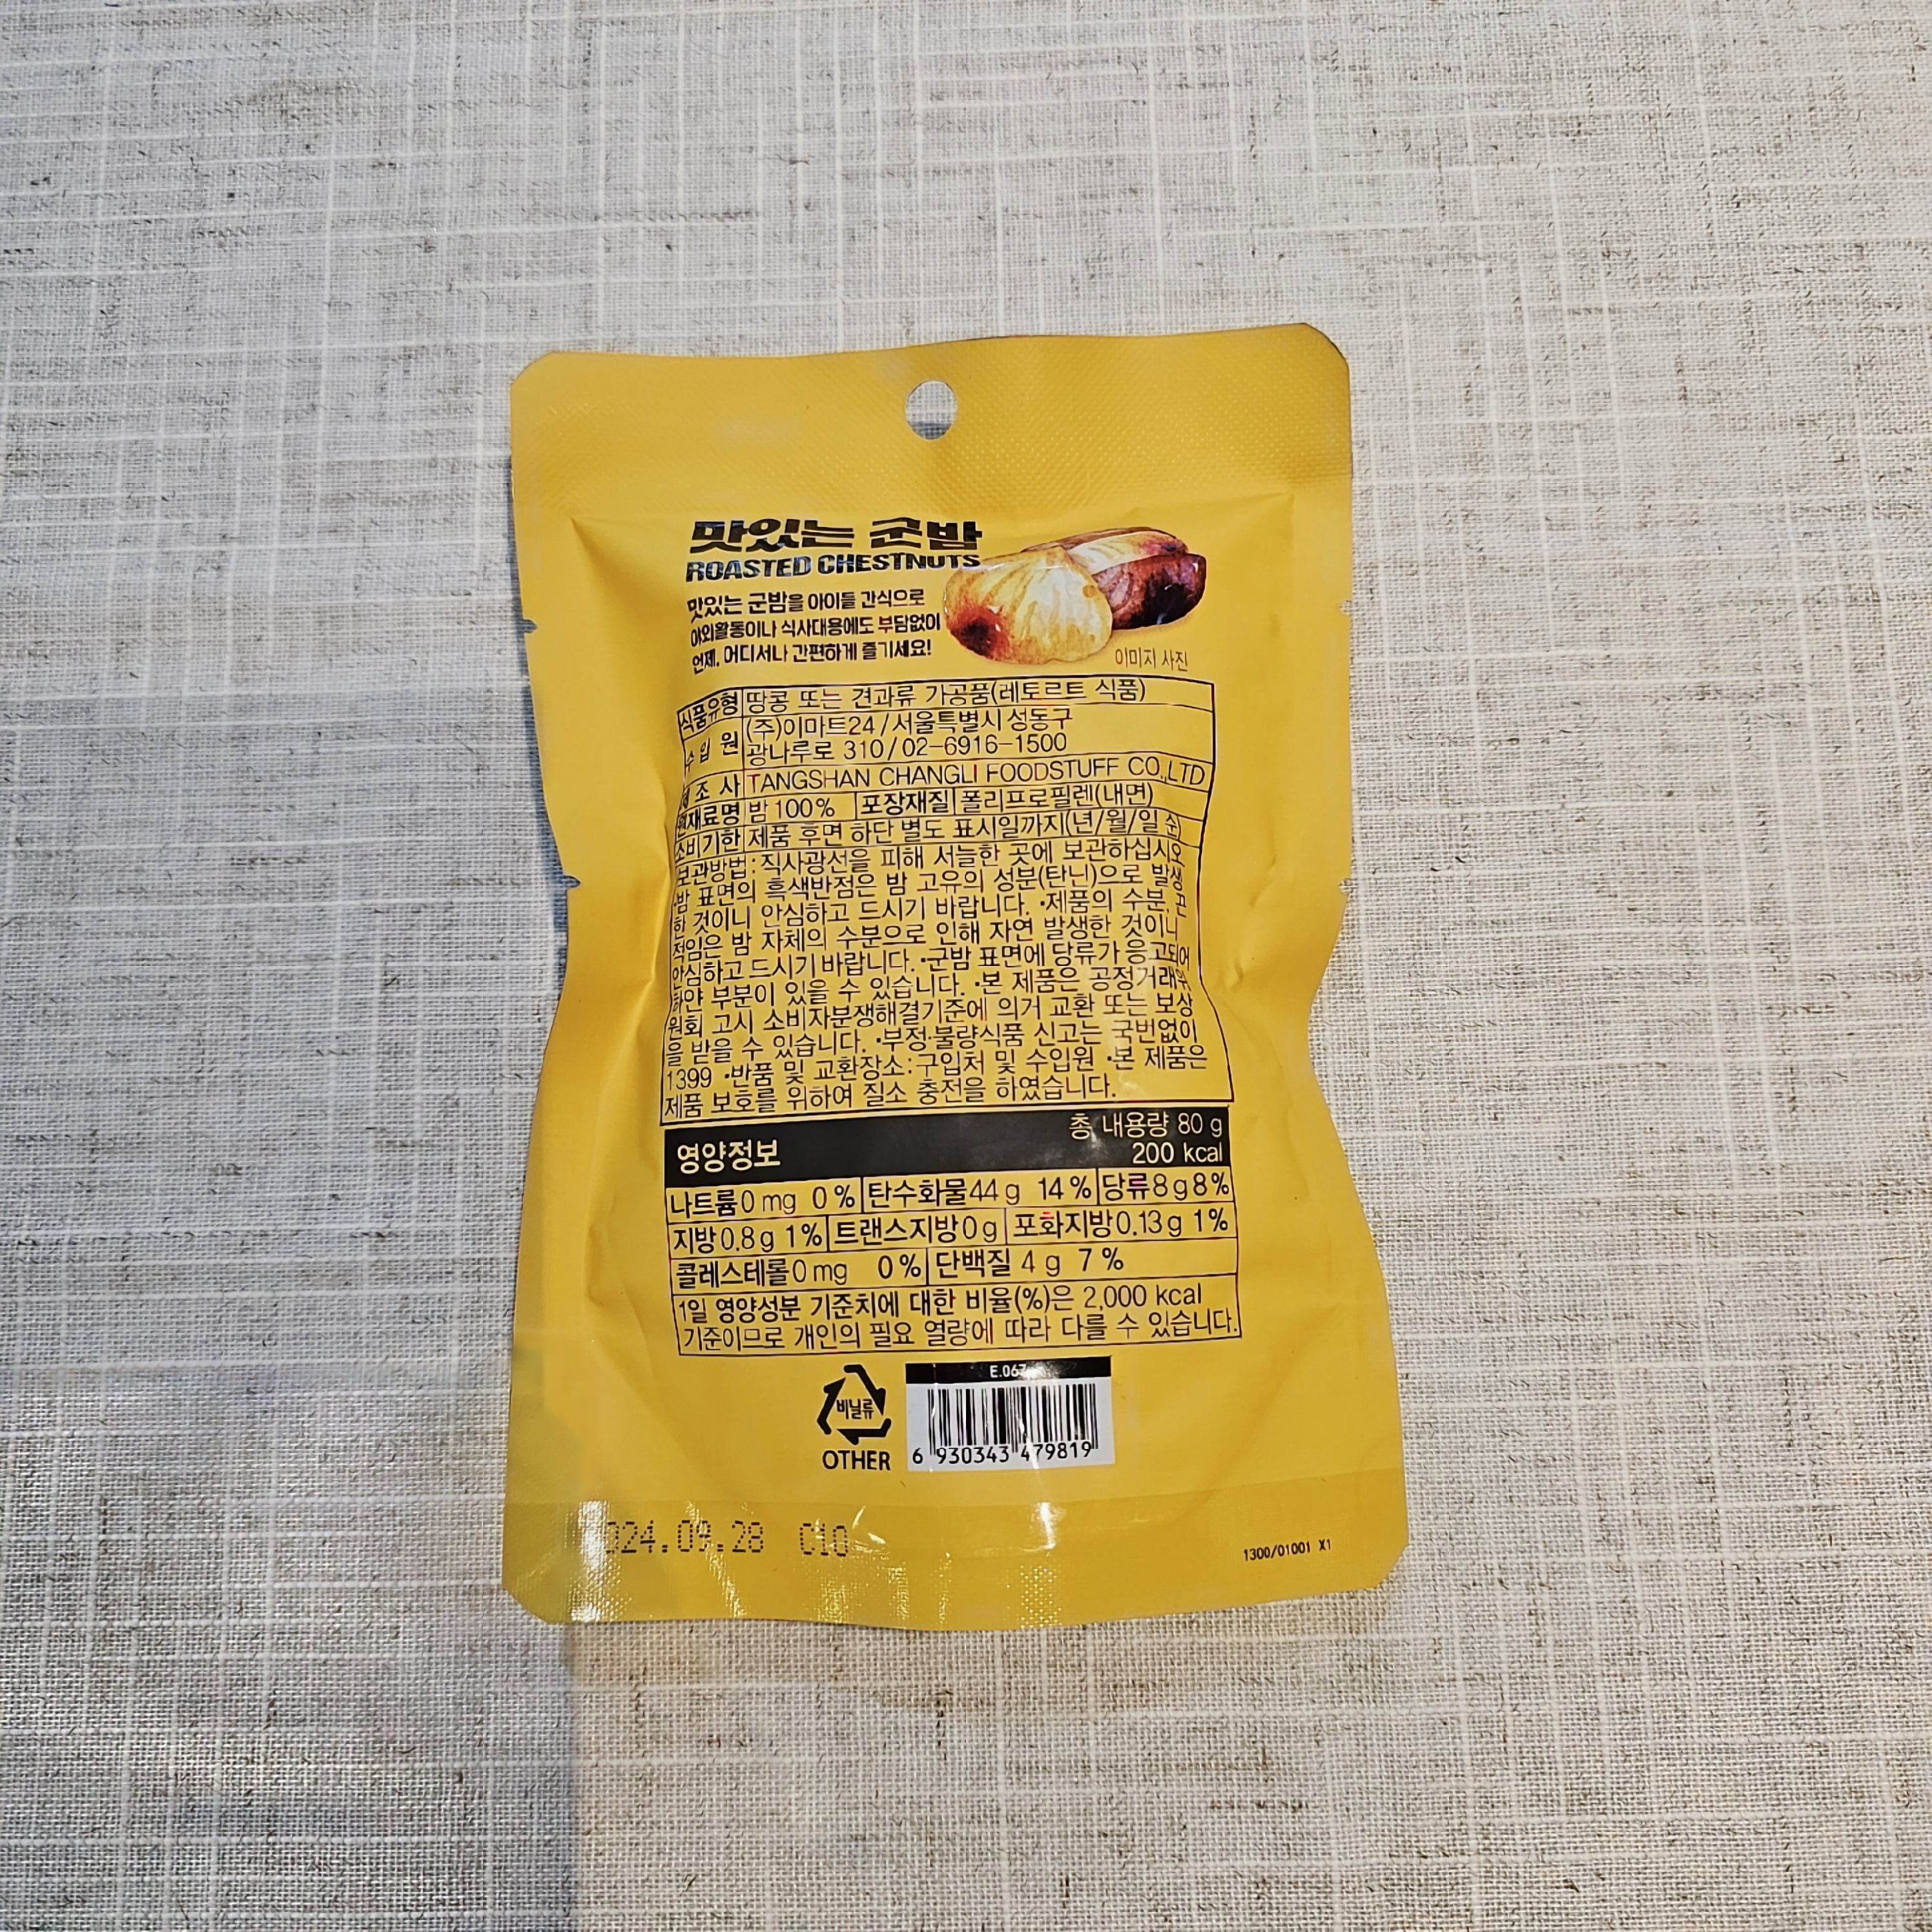 맛있는 군밤
ROASTED CHESTNUTS
맛있는 군밤을 아이들 간식으로
야외활동이나 식사대용에도 부담없이
언제, 어디서나 간편하게 즐기세요!
이미지 사진
식품유형 땅콩 또는 견과류 가공품(레토르트 식품)
수 입 원 (주)이마트24/서울특별시 성동구
광나루로 310/02-6916-1500
제 조 사 TANGSHAN CHANGLI FOODSTUFF CO.,LTD
원재료명 밤 100% 포장재질 폴리프로필렌(내면)
소비기한 제품 후면 하단 별도 표시일까지(년/월/일 순)
보관방법:직사광선을 피해 서늘한 곳에 보관하십시오
•밤 표면의 흑색반점은 밤 고유의 성분(탄닌)으로 발생
한 것이니 안심하고 드시기 바랍니다. •제품의 수분, 끈
적임은 밤 자체의 수분으로 인해 자연 발생한 것이니
안심하고 드시기 바랍니다. •군밤 표면에 당류가 응고되어
하얀 부분이 있을 수 있습니다. •본 제품은 공정거래위
원회 고시 소비자분쟁해결기준에 의거 교환 또는 보상
을 받을 수 있습니다. •부정·불량식품 신고는 국번없이
1399 •반품 및 교환장소:구입처 및 수입원 •본 제품은
제품 보호를 위하여 질소 충전을 하였습니다.
영양정보 총 내용량 80 g
200 kcal
나트륨 0 mg 0 % 탄수화물 44 g 14 % 당류 8 g 8 %
지방 0.8 g 1 % 트랜스지방 0 g 포화지방 0.13 g 1 %
콜레스테롤 0 mg 0 % 단백질 4 g 7 %
1일 영양성분 기준치에 대한 비율(%)은 2,000 kcal
기준이므로 개인의 필요 열량에 따라 다를 수 있습니다.
비닐류
OTHER
6 930343 479819
024.09.28 C10
1300/01001 X1